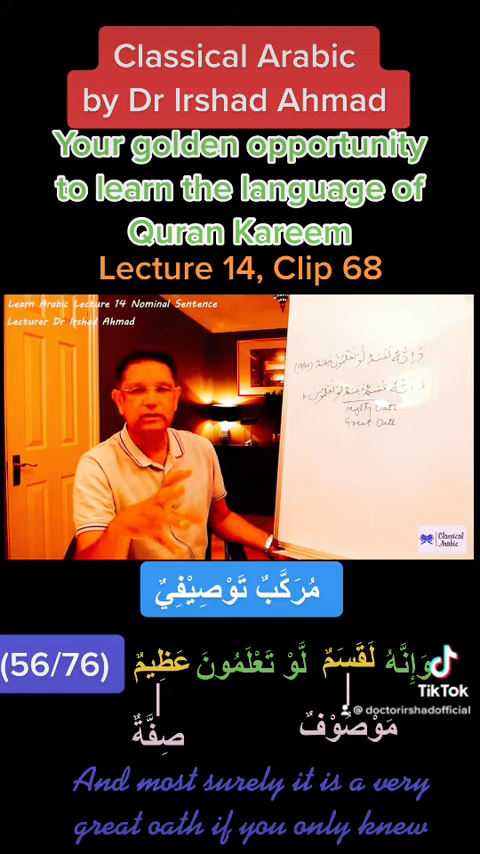 Classical Arabic
by Dr Irshad Ahmad
Your golden opportunity
to learn the language of
Quran Kareem
Lecture 14, Clip 68
Learn Arabic Lecture 14 Nominal Sentence
Lecturer Dr Irshad Ahmad
وَاِنَّهٗ لَقَسَمٌ لَّوْ تَعْلَمُوْنَ عَظِيْمٌ
Mighty Oath
Great Oath
Classical
Arabic
مُرَكَّبٌ تَوْصِيْفِيٌ
وَإِنَّهُ لَقَسَمٌ لَّوْ تَعْلَمُونَ عَظِيمٌ (56/76)
TikTok
@ doctorirshadofficial
مَوْصُوْفٌ صِفَّةٌ
And most surely it is a very
great oath if you only knew